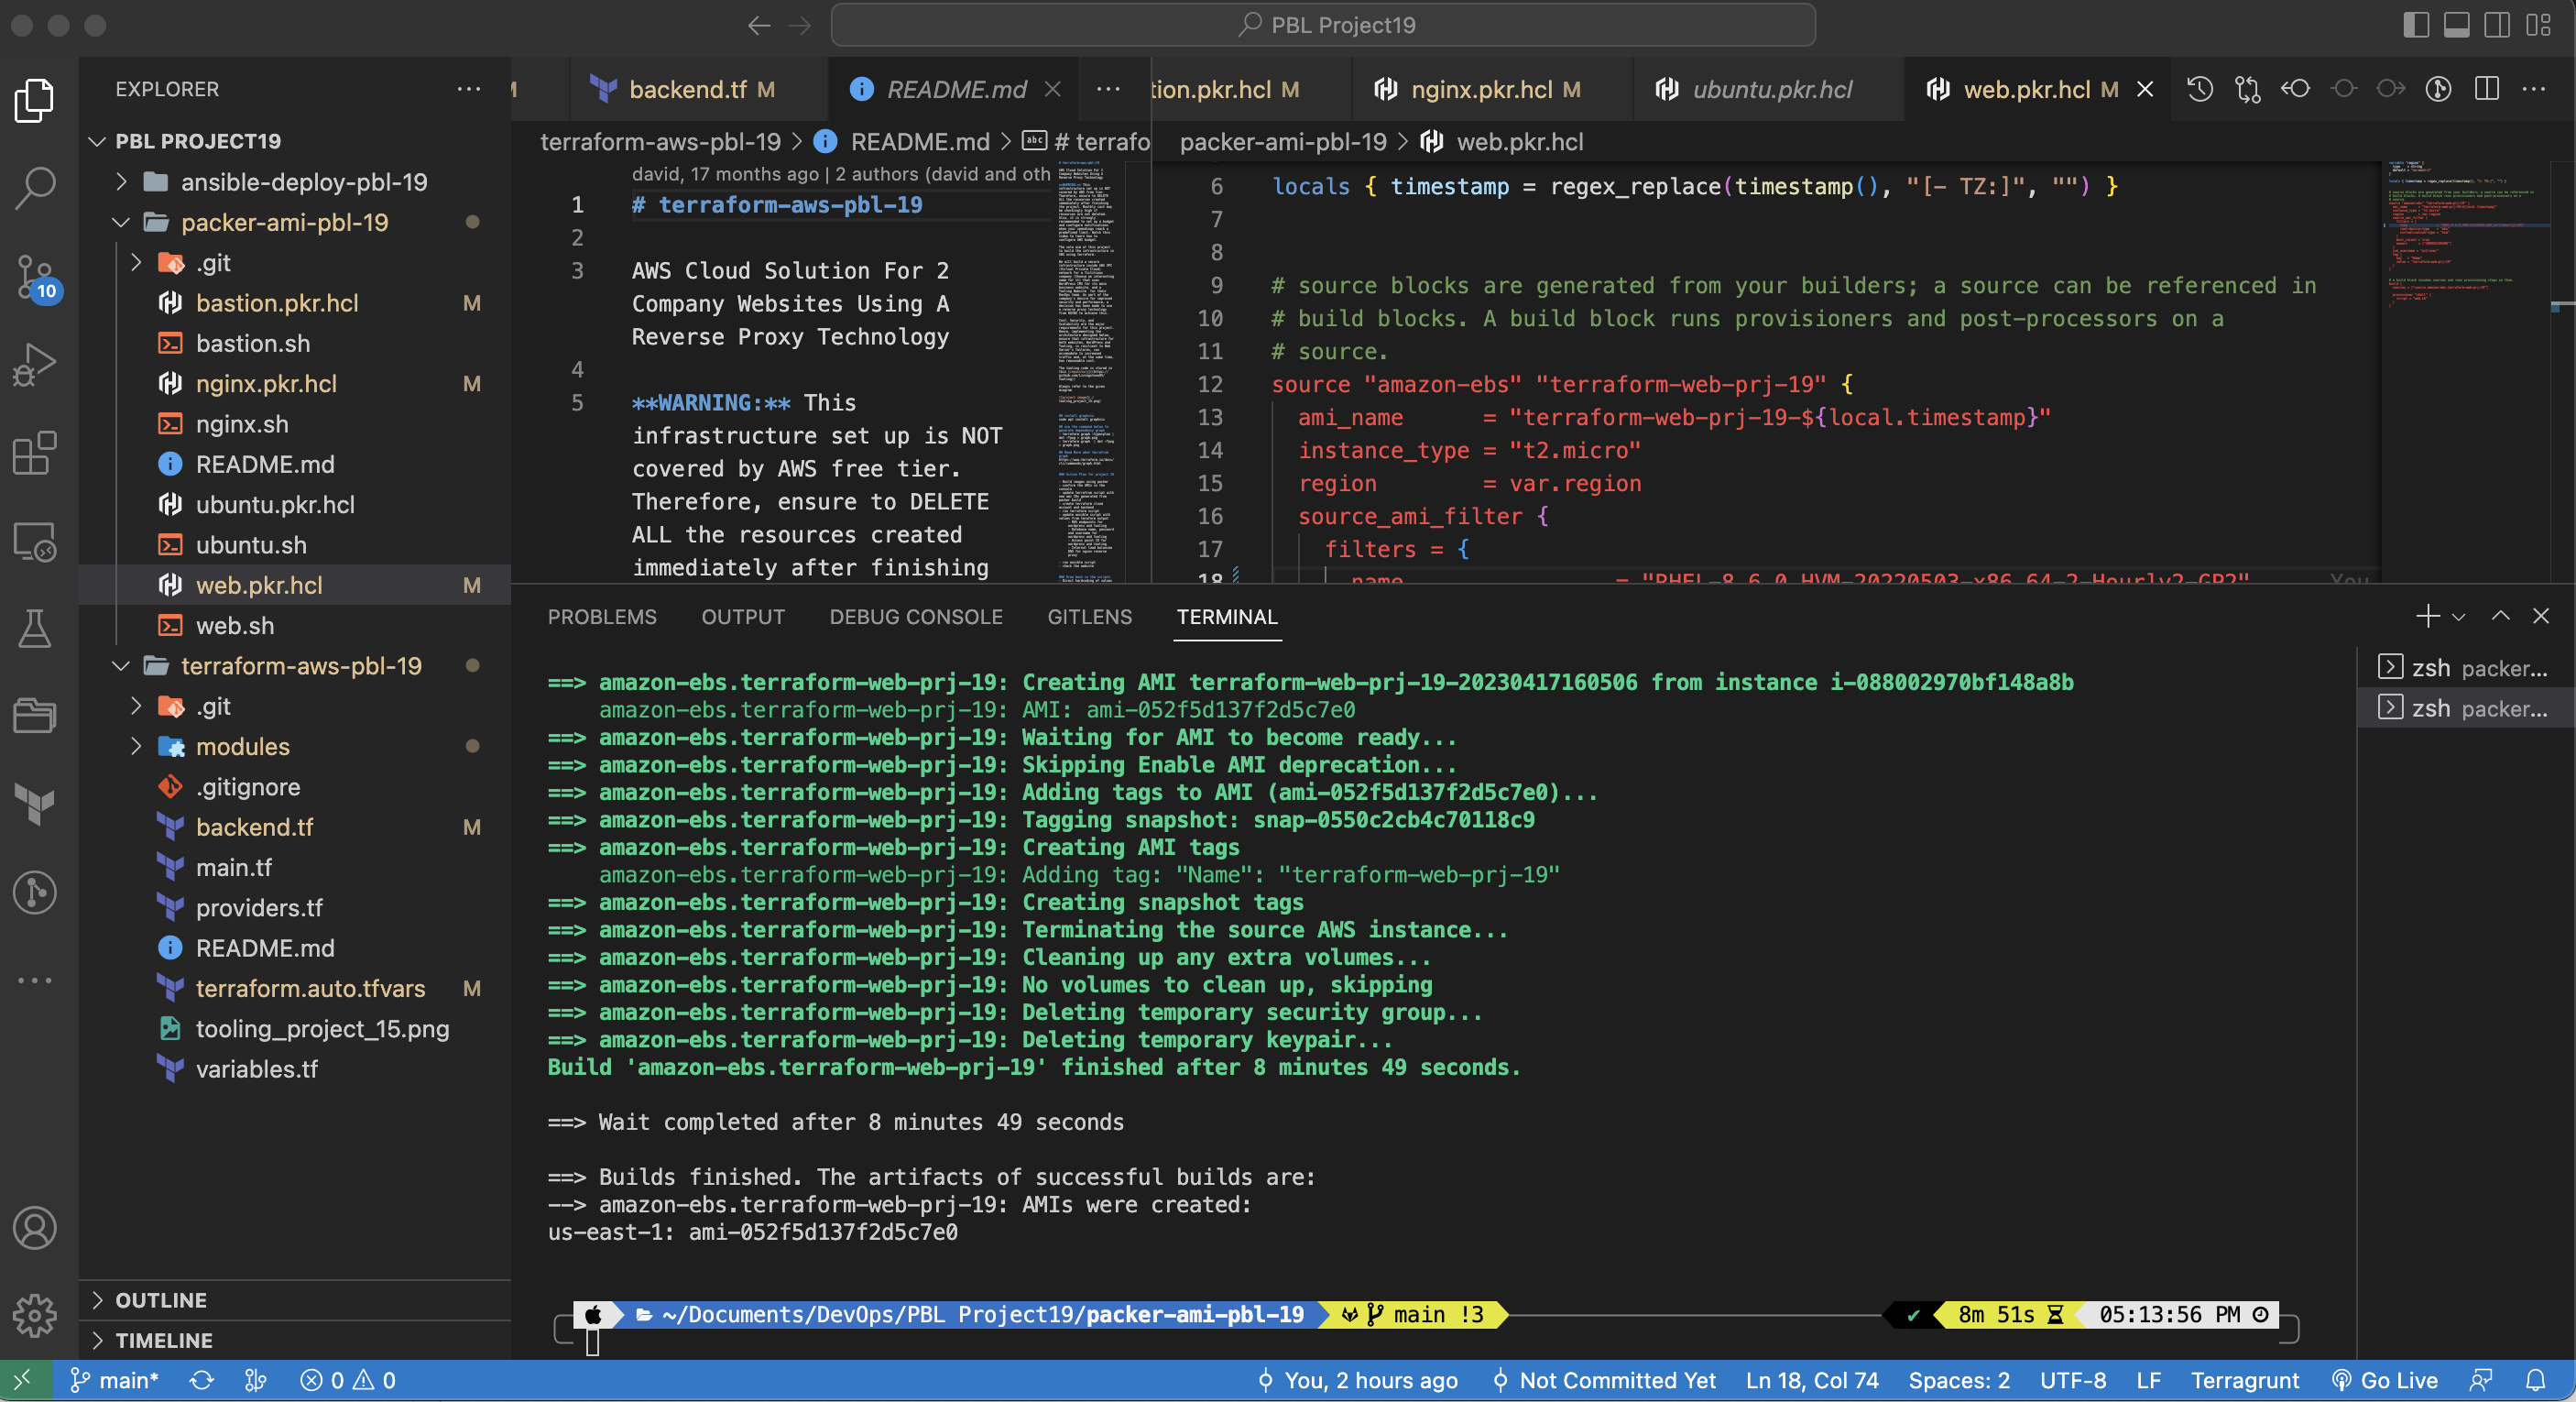 PBL Project19
EXPLORER
PBL PROJECT19
ansible-deploy-pbl-19
packer-ami-pbl-19
.git
bastion.pkr.hcl M
bastion.sh
nginx.pkr.hcl M
nginx.sh
README.md
ubuntu.pkr.hcl
ubuntu.sh
web.pkr.hcl M
web.sh
terraform-aws-pbl-19
.git
modules
.gitignore
backend.tf M
main.tf
providers.tf
README.md
terraform.auto.tfvars M
tooling_project_15.png
variables.tf
OUTLINE
TIMELINE
10
backend.tf M
README.md
terraform-aws-pbl-19 > README.md > # terrafo
david, 17 months ago | 2 authors (david and oth
1 # terraform-aws-pbl-19
2
3 AWS Cloud Solution For 2
Company Websites Using A
Reverse Proxy Technology
4
5 **WARNING:** This
infrastructure set up is NOT
covered by AWS free tier.
Therefore, ensure to DELETE
ALL the resources created
immediately after finishing
tion.pkr.hcl M
nginx.pkr.hcl M
ubuntu.pkr.hcl
web.pkr.hcl M
packer-ami-pbl-19 > web.pkr.hcl
6 locals { timestamp = regex_replace(timestamp(), "[- TZ:]", "") }
7
8
9 # source blocks are generated from your builders; a source can be referenced in
10 # build blocks. A build block runs provisioners and post-processors on a
11 # source.
12 source "amazon-ebs" "terraform-web-prj-19" {
13 ami_name = "terraform-web-prj-19-${local.timestamp}"
14 instance_type = "t2.micro"
15 region = var.region
16 source_ami_filter {
17 filters = {
18 name = "RHEL-8.6.0_HVM-20220503-x86_64-2-Hourly2-GP2" You
PROBLEMS OUTPUT DEBUG CONSOLE GITLENS TERMINAL
zsh packer...
zsh packer...
==> amazon-ebs.terraform-web-prj-19: Creating AMI terraform-web-prj-19-20230417160506 from instance i-088002970bf148a8b
amazon-ebs.terraform-web-prj-19: AMI: ami-052f5d137f2d5c7e0
==> amazon-ebs.terraform-web-prj-19: Waiting for AMI to become ready...
==> amazon-ebs.terraform-web-prj-19: Skipping Enable AMI deprecation...
==> amazon-ebs.terraform-web-prj-19: Adding tags to AMI (ami-052f5d137f2d5c7e0)...
==> amazon-ebs.terraform-web-prj-19: Tagging snapshot: snap-0550c2cb4c70118c9
==> amazon-ebs.terraform-web-prj-19: Creating AMI tags
amazon-ebs.terraform-web-prj-19: Adding tag: "Name": "terraform-web-prj-19"
==> amazon-ebs.terraform-web-prj-19: Creating snapshot tags
==> amazon-ebs.terraform-web-prj-19: Terminating the source AWS instance...
==> amazon-ebs.terraform-web-prj-19: Cleaning up any extra volumes...
==> amazon-ebs.terraform-web-prj-19: No volumes to clean up, skipping
==> amazon-ebs.terraform-web-prj-19: Deleting temporary security group...
==> amazon-ebs.terraform-web-prj-19: Deleting temporary keypair...
Build 'amazon-ebs.terraform-web-prj-19' finished after 8 minutes 49 seconds.
==> Wait completed after 8 minutes 49 seconds
==> Builds finished. The artifacts of successful builds are:
--> amazon-ebs.terraform-web-prj-19: AMIs were created:
us-east-1: ami-052f5d137f2d5c7e0
~/Documents/DevOps/PBL Project19/packer-ami-pbl-19 main !3 ✔ 8m 51s 05:13:56 PM
main* 0 0 You, 2 hours ago Not Committed Yet Ln 18, Col 74 Spaces: 2 UTF-8 LF Terragrunt Go Live